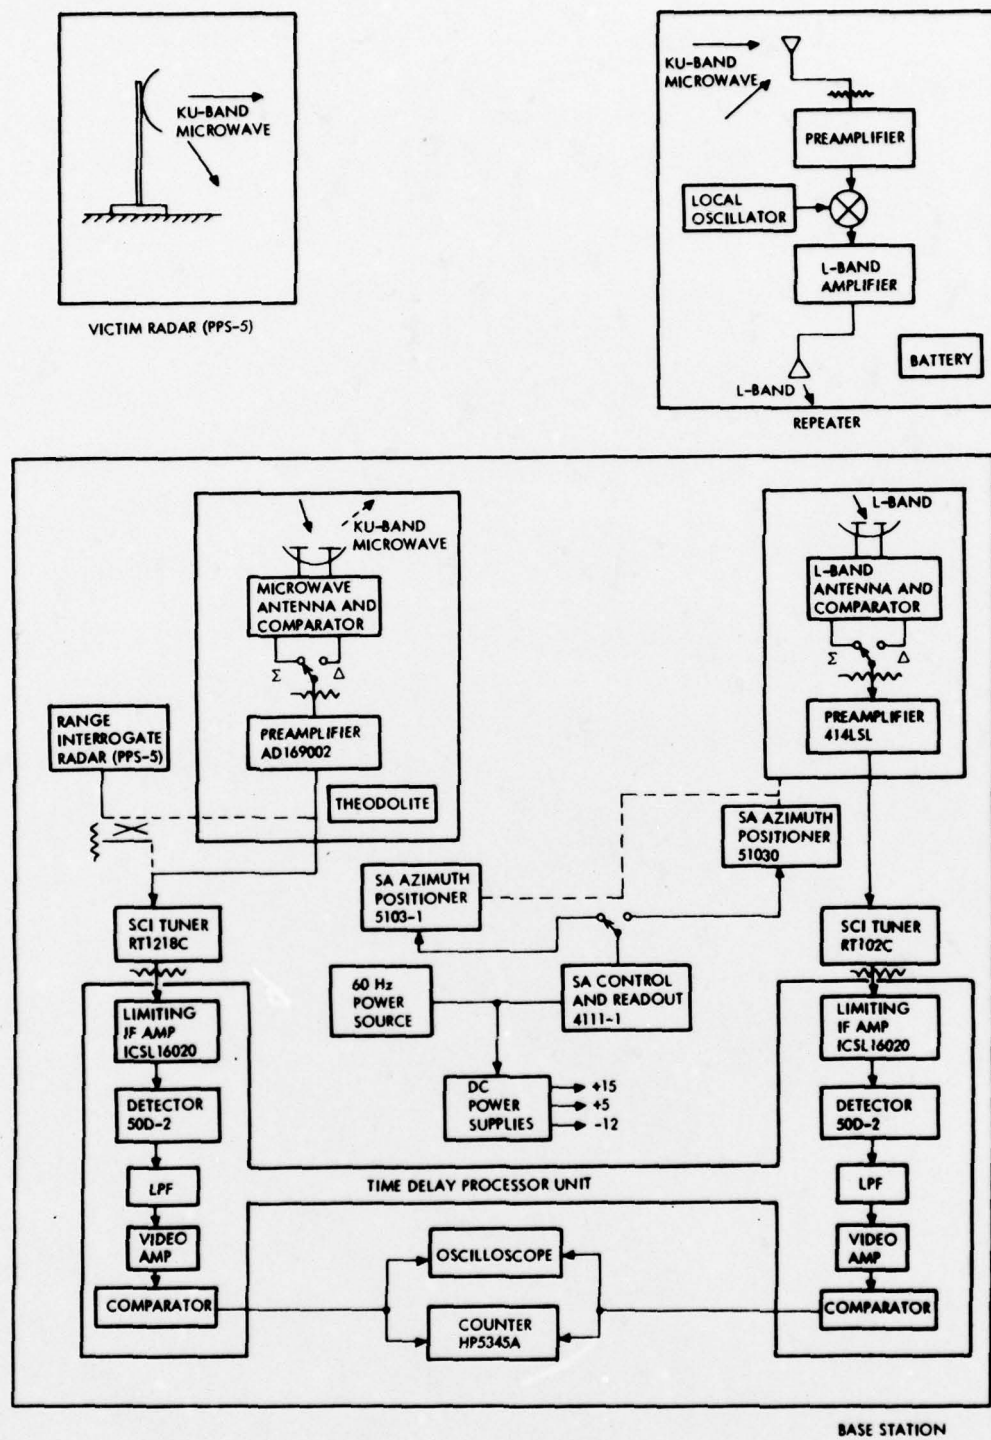 KU-BAND
MICROWAVE
VICTIM RADAR (PPS-5)
KU-BAND
MICROWAVE
PREAMPLIFIER
LOCAL
OSCILLATOR
L-BAND
AMPLIFIER
BATTERY
L-BAND
REPEATER
KU-BAND
MICROWAVE
MICROWAVE
ANTENNA AND
COMPARATOR
Σ
Δ
PREAMPLIFIER
AD169002
THEODOLITE
RANGE
INTERROGATE
RADAR (PPS-5)
L-BAND
L-BAND
ANTENNA AND
COMPARATOR
Σ
Δ
PREAMPLIFIER
414LSL
SA AZIMUTH
POSITIONER
51030
SA AZIMUTH
POSITIONER
5103-1
SCI TUNER
RT1218C
SCI TUNER
RT102C
60 Hz
POWER
SOURCE
SA CONTROL
AND READOUT
4111-1
DC
POWER
SUPPLIES
+15
+5
-12
LIMITING
IF AMP
ICSL16020
DETECTOR
50D-2
LPF
VIDEO
AMP
COMPARATOR
LIMITING
IF AMP
ICSL16020
DETECTOR
50D-2
LPF
VIDEO
AMP
COMPARATOR
TIME DELAY PROCESSOR UNIT
OSCILLOSCOPE
COUNTER
HP5345A
BASE STATION